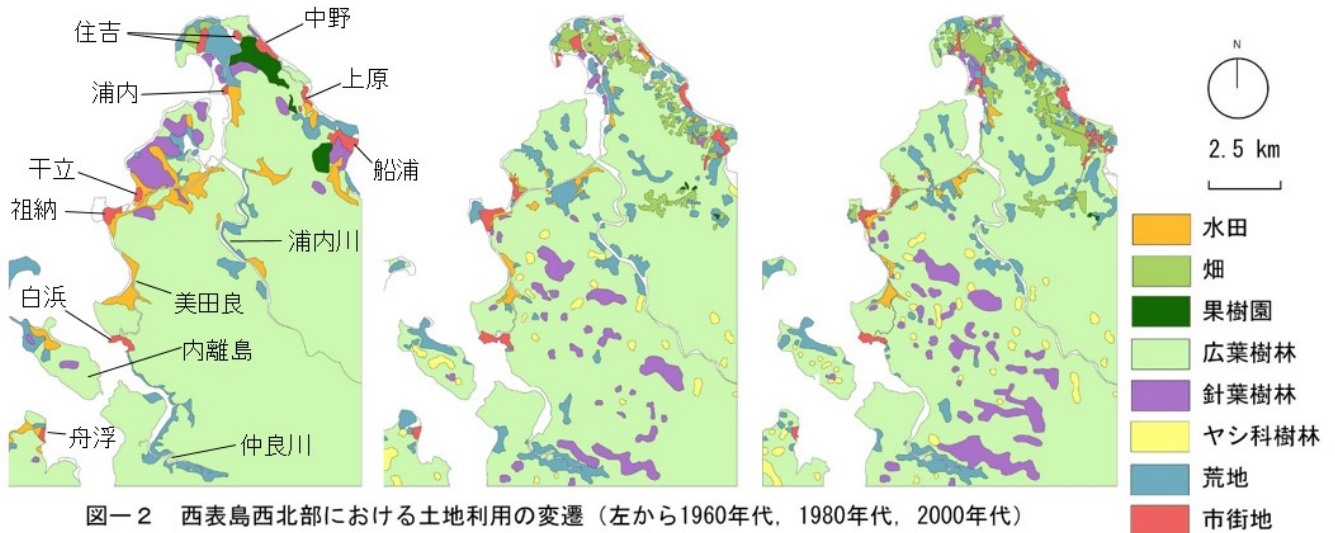 住吉
中野
浦内
上原
干立
船浦
祖納
浦内川
白浜
美田良
内離島
舟浮
仲良川
N
2.5 km
水田
畑
果樹園
広葉樹林
針葉樹林
ヤシ科樹林
荒地
市街地
図ー2 西表島西北部における土地利用の変遷（左から1960年代，1980年代，2000年代）